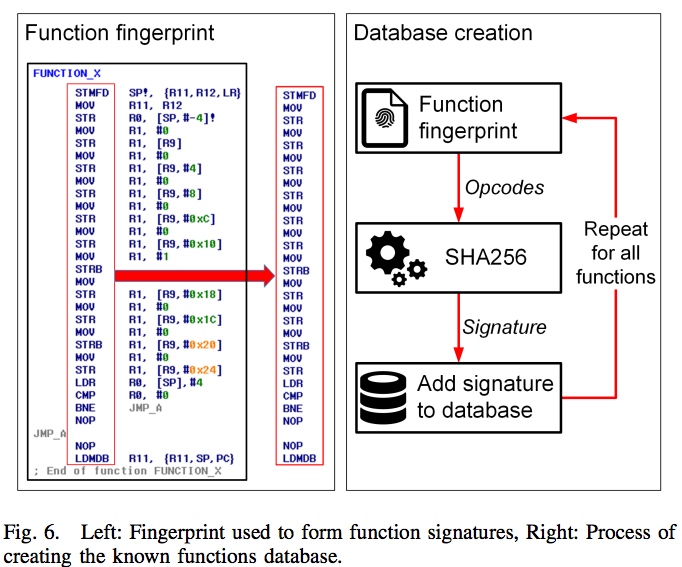 Function fingerprint
FUNCTION_X
STMFD SP!, {R11,R12,LR}
MOV R11, R12
STR R0, [SP,#-4]!
MOV R1, #0
STR R1, [R9]
MOV R1, #0
STR R1, [R9,#4]
MOV R1, #0
STR R1, [R9,#8]
MOV R1, #0
STR R1, [R9,#0xC]
MOV R1, #0
STR R1, [R9,#0x10]
MOV R1, #1
STRB
MOV
STR R1, [R9,#0x18]
MOV R1, #0
STR R1, [R9,#0x1C]
MOV R1, #0
STRB R1, [R9,#0x20]
MOV R1, #0
STR R1, [R9,#0x24]
LDR R0, [SP],#4
CMP R0, #0
BNE JMP_A
NOP
JMP_A
NOP
LDMDB R11, {R11,SP,PC}
; End of function FUNCTION_X
STMFD
MOV
STR
MOV
STR
MOV
STR
MOV
STR
MOV
STR
MOV
STR
MOV
STRB
MOV
STR
MOV
STR
MOV
STRB
MOV
STR
LDR
CMP
BNE
NOP
NOP
LDMDB
Database creation
Function
fingerprint
Opcodes
SHA256
Signature
Add signature
to database
Repeat
for all
functions
Fig. 6. Left: Fingerprint used to form function signatures, Right: Process of
creating the known functions database.